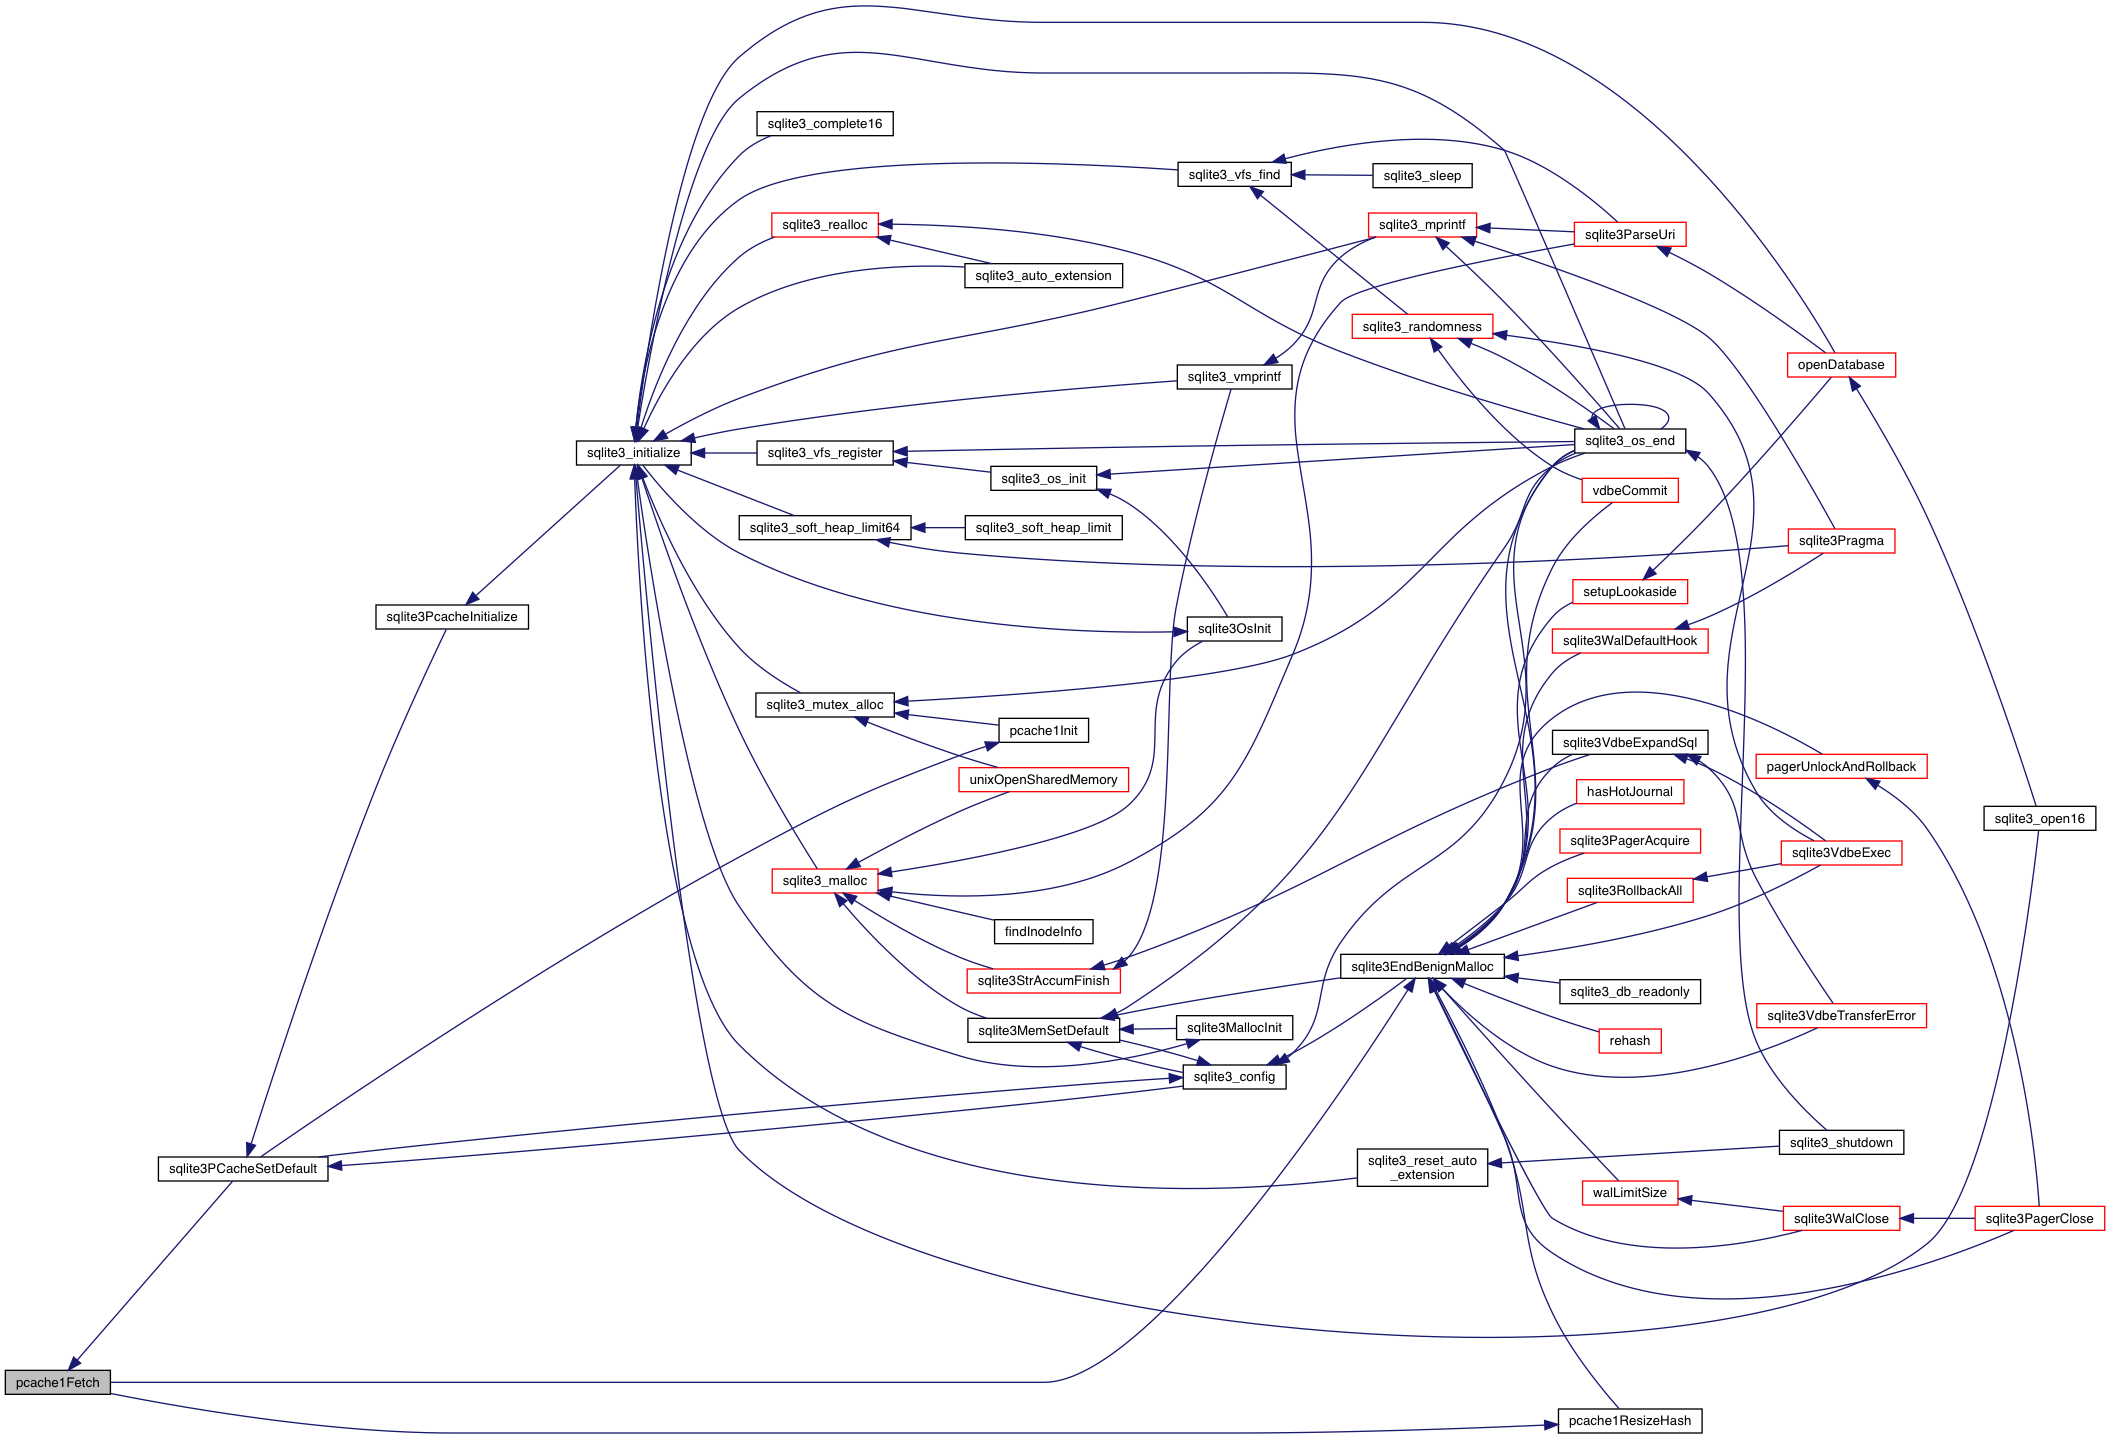 sqlite3_complete16
sqlite3_vfs_find
sqlite3_sleep
sqlite3_realloc
sqlite3_mprintf
sqlite3ParseUri
sqlite3_auto_extension
sqlite3_randomness
openDatabase
sqlite3_vmprintf
sqlite3_initialize
sqlite3_vfs_register
sqlite3_os_end
sqlite3_os_init
vdbeCommit
sqlite3_soft_heap_limit64
sqlite3_soft_heap_limit
sqlite3Pragma
setupLookaside
sqlite3PcacheInitialize
sqlite3OsInit
sqlite3WalDefaultHook
sqlite3_mutex_alloc
pcache1Init
sqlite3VdbeExpandSql
unixOpenSharedMemory
pagerUnlockAndRollback
hasHotJournal
sqlite3_open16
sqlite3PagerAcquire
sqlite3VdbeExec
sqlite3_malloc
sqlite3RollbackAll
findInodeInfo
sqlite3StrAccumFinish
sqlite3EndBenignMalloc
sqlite3_db_readonly
sqlite3MemSetDefault
sqlite3MallocInit
sqlite3VdbeTransferError
rehash
sqlite3_config
sqlite3_shutdown
sqlite3PCacheSetDefault
sqlite3_reset_auto
_extension
walLimitSize
sqlite3WalClose
sqlite3PagerClose
pcache1Fetch
pcache1ResizeHash